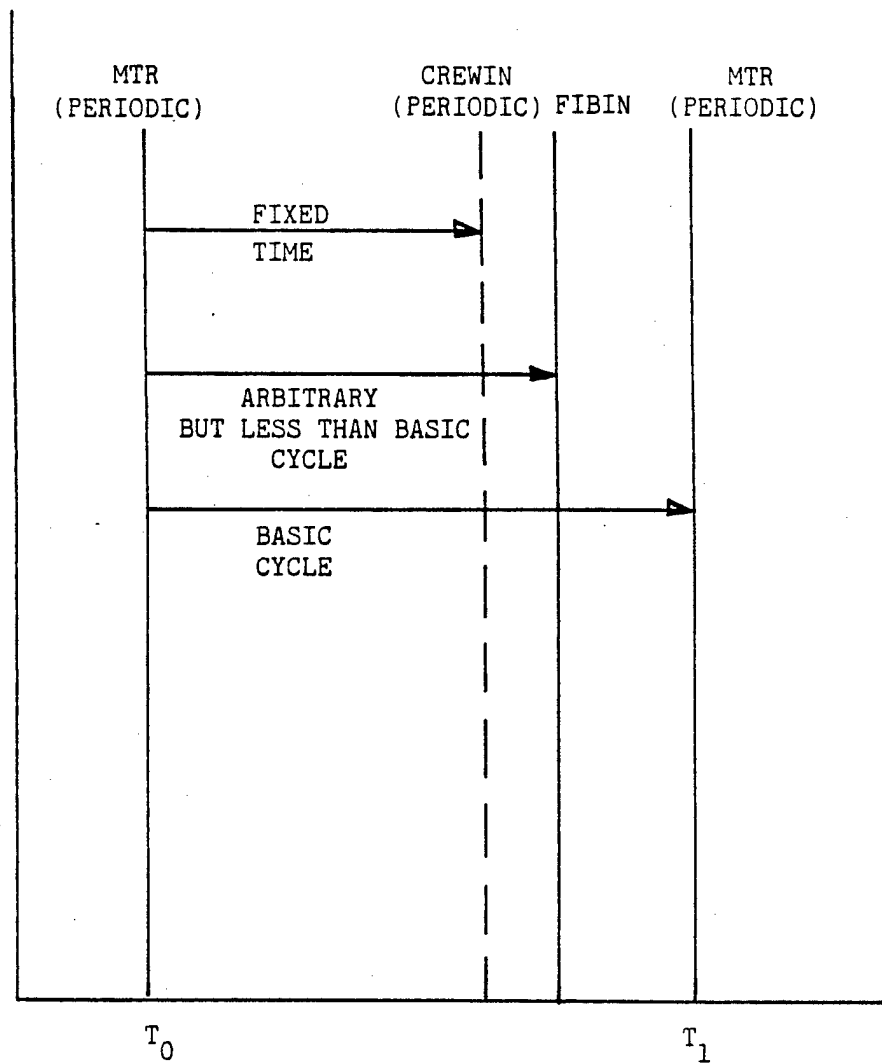 MTR
(PERIODIC)
CREWIN
(PERIODIC)
FIBIN
MTR
(PERIODIC)
FIXED
TIME
ARBITRARY
BUT LESS THAN BASIC
CYCLE
BASIC
CYCLE
T0
T1